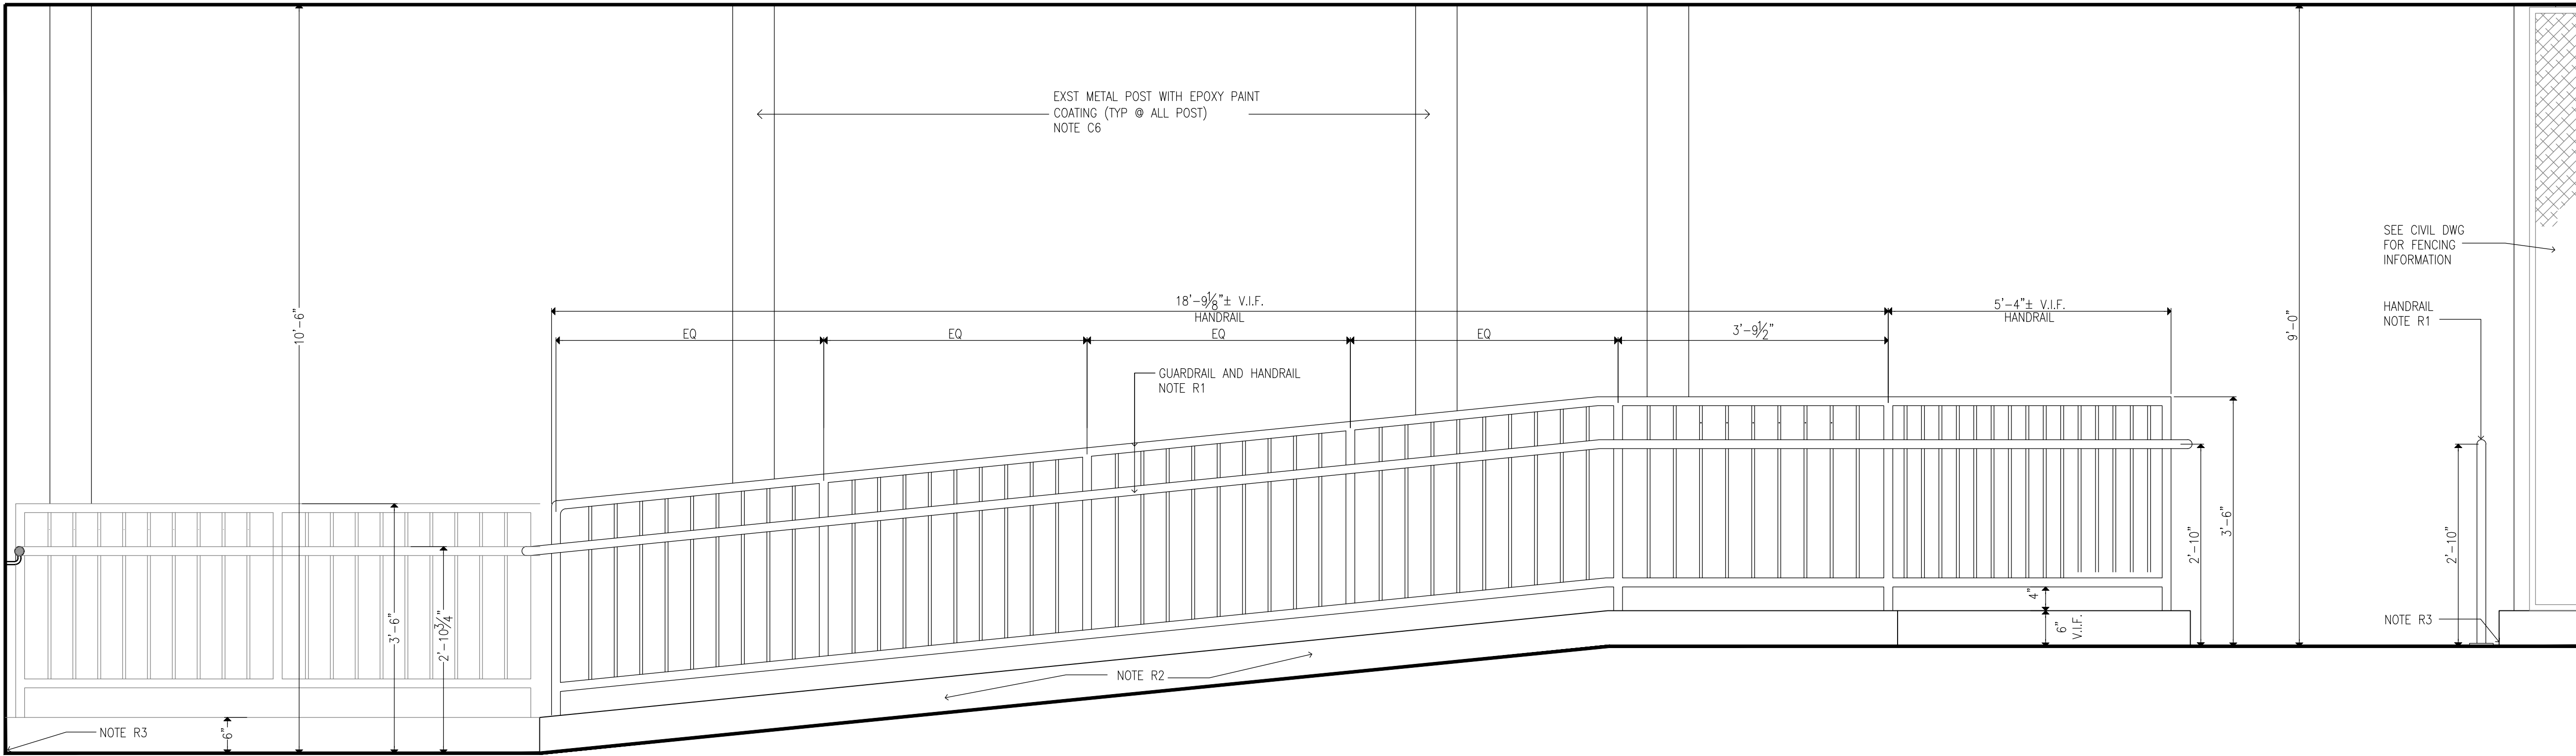 EXST METAL POST WITH EPOXY PAINT
COATING (TYP @ ALL POST)
NOTE C6
10'-6"
18'-9⅛"± V.I.F.
HANDRAIL
5'-4"± V.I.F.
HANDRAIL
EQ
EQ
EQ
EQ
3'-9½"
GUARDRAIL AND HANDRAIL
NOTE R1
9'-0"
SEE CIVIL DWG
FOR FENCING
INFORMATION
HANDRAIL
NOTE R1
3'-6"
2'-10¾"
6"
NOTE R3
NOTE R2
4"
6"
V.I.F.
2'-10"
3'-6"
2'-10"
NOTE R3